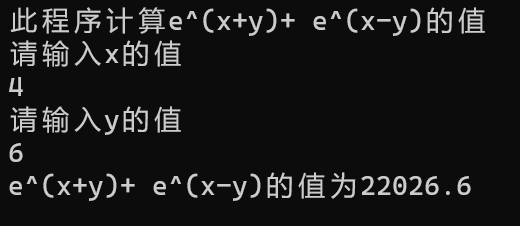 此程序计算e^(x+y)+ e^(x-y)的值
请输入x的值
4
请输入y的值
6
e^(x+y)+ e^(x-y)的值为22026.6